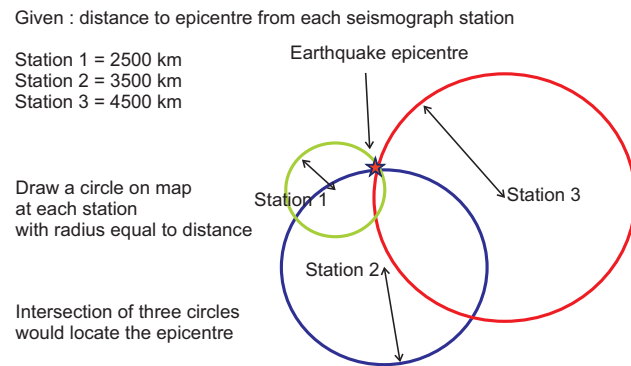 Given : distance to epicentre from each seismograph station
Station 1 = 2500 km
Station 2 = 3500 km
Station 3 = 4500 km
Earthquake epicentre
Draw a circle on map
at each station
with radius equal to distance
Station 1
Station 3
Station 2
Intersection of three circles
would locate the epicentre